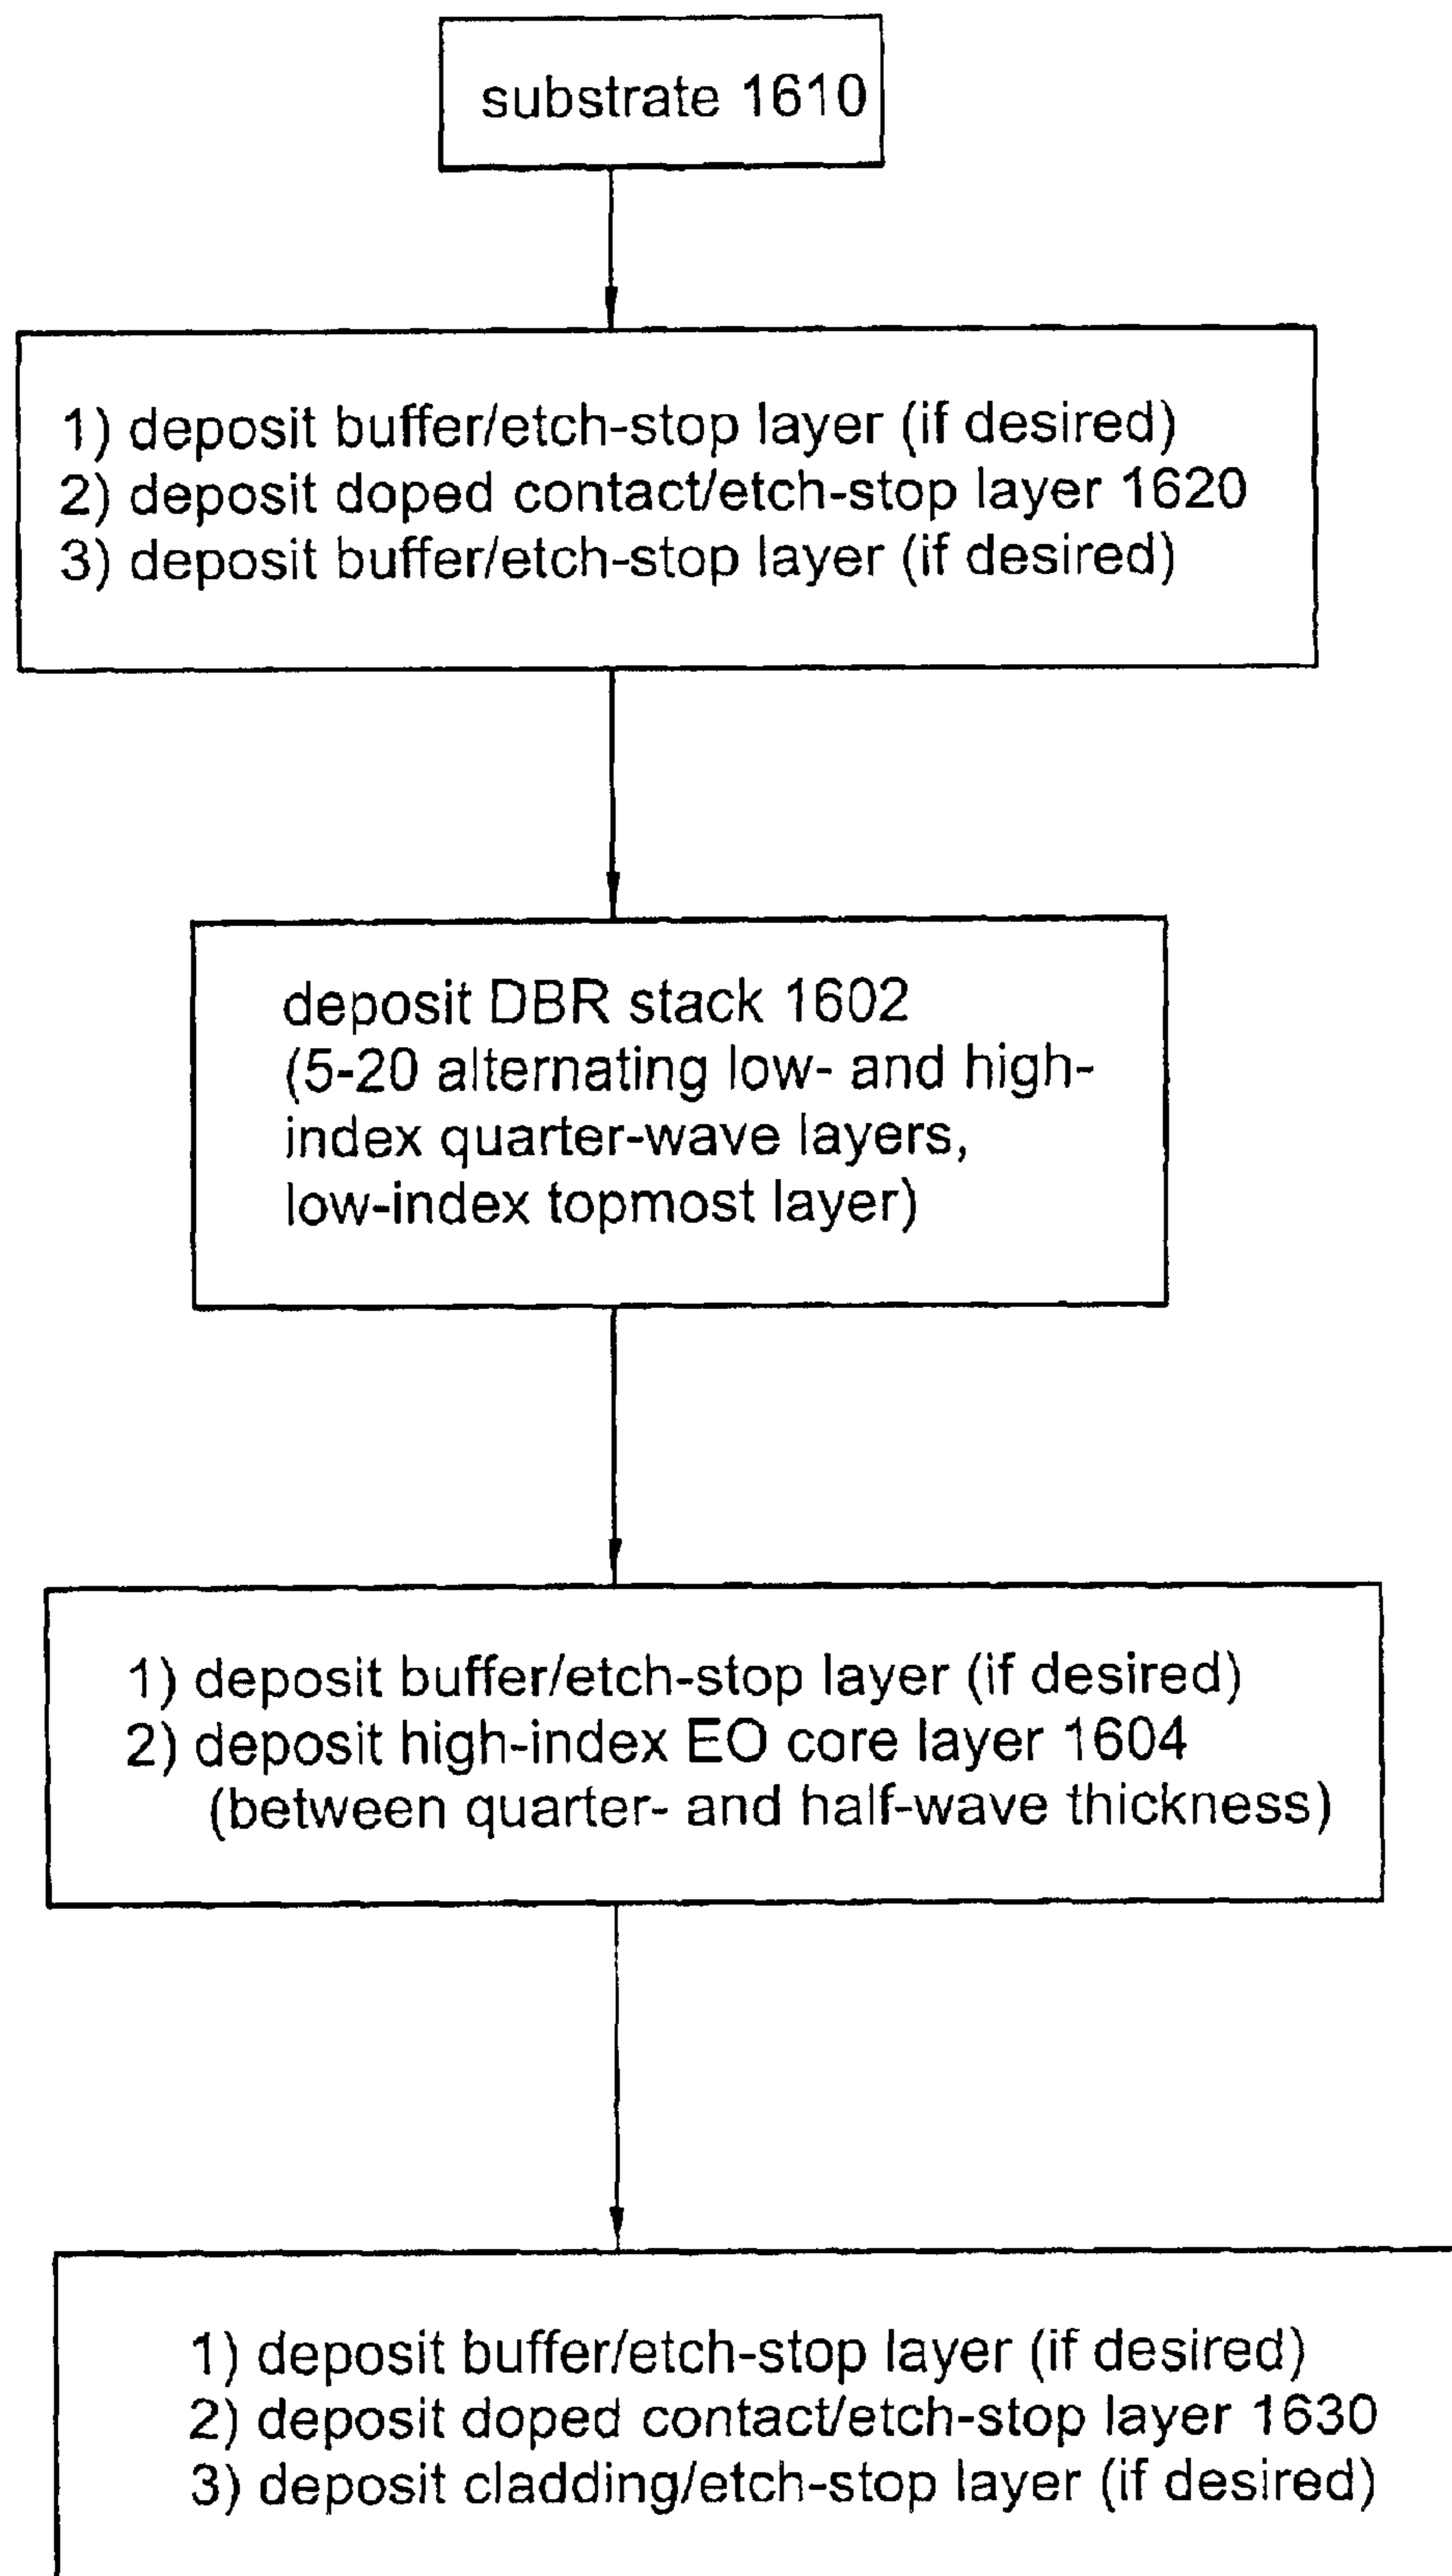 substrate 1610
1) deposit buffer/etch-stop layer (if desired)
2) deposit doped contact/etch-stop layer 1620
3) deposit buffer/etch-stop layer (if desired)
deposit DBR stack 1602
(5-20 alternating low- and high-
index quarter-wave layers,
low-index topmost layer)
1) deposit buffer/etch-stop layer (if desired)
2) deposit high-index EO core layer 1604
(between quarter- and half-wave thickness)
1) deposit buffer/etch-stop layer (if desired)
2) deposit doped contact/etch-stop layer 1630
3) deposit cladding/etch-stop layer (if desired)